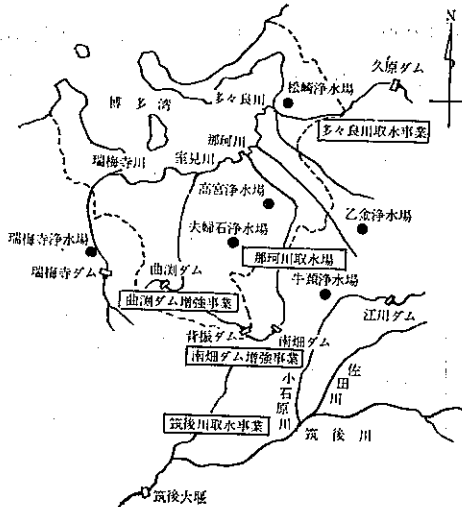 N
久原ダム
松崎浄水場
多々良川
博多湾
多々良川取水事業
那珂川
瑞梅寺川
室見川
高宮浄水場
乙金浄水場
夫婦石浄水場
瑞梅寺浄水場
那珂川取水場
瑞梅寺ダム
曲渕ダム
牛頚浄水場
曲渕ダム増強事業
江川ダム
背振ダム
南畑ダム
南畑ダム増強事業
小石原川
佐田川
筑後川取水事業
筑後川
筑後大堰